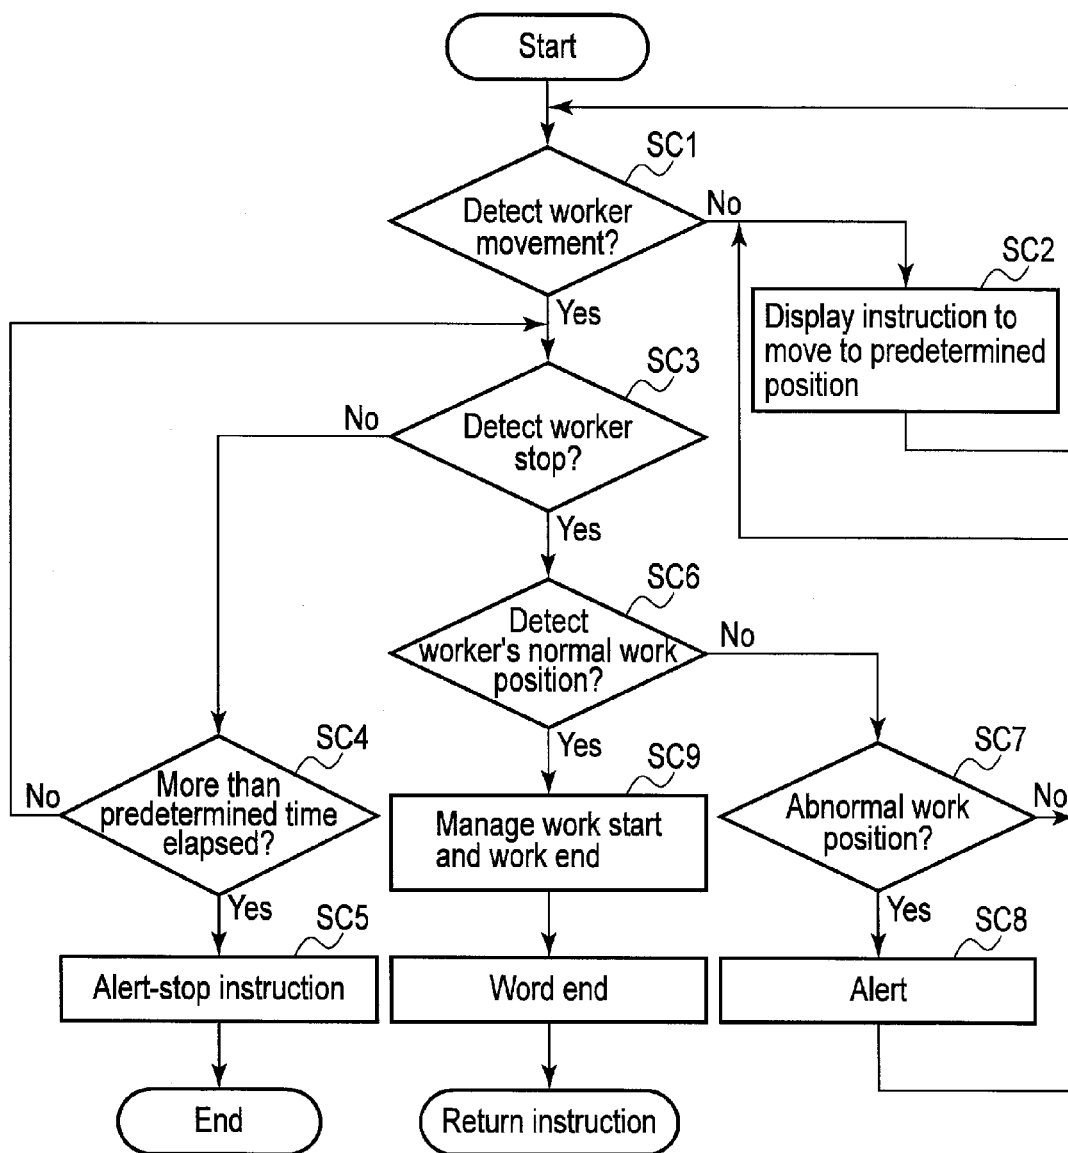 Start
SC1
Detect worker
movement?
No
Yes
SC2
Display instruction to
move to predetermined
position
SC3
Detect worker
stop?
No
Yes
SC6
Detect
worker's normal work
position?
No
Yes
SC4
More than
predetermined time
elapsed?
No
Yes
SC9
Manage work start
and work end
SC7
Abnormal work
position?
No
Yes
SC5
Alert-stop instruction
Word end
SC8
Alert
End
Return instruction